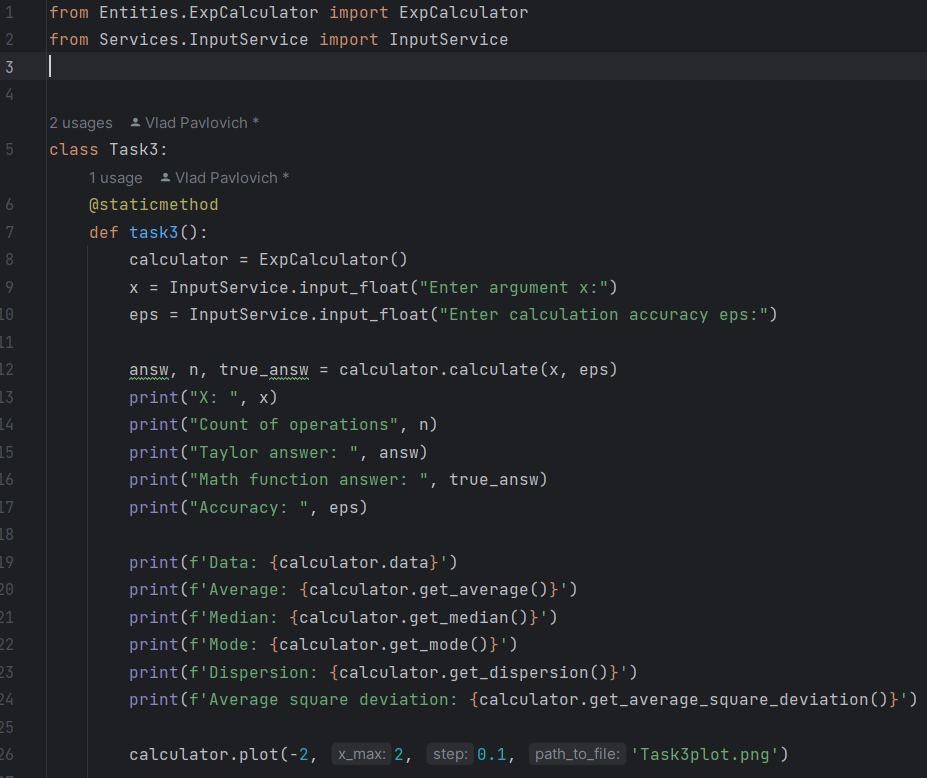 1 from Entities.ExpCalculator import ExpCalculator
2 from Services.InputService import InputService
3
4
2 usages Vlad Pavlovich *
5 class Task3:
1 usage Vlad Pavlovich *
6 @staticmethod
7 def task3():
8 calculator = ExpCalculator()
9 x = InputService.input_float("Enter argument x:")
10 eps = InputService.input_float("Enter calculation accuracy eps:")
11
12 answ, n, true_answ = calculator.calculate(x, eps)
13 print("X: ", x)
14 print("Count of operations", n)
15 print("Taylor answer: ", answ)
16 print("Math function answer: ", true_answ)
17 print("Accuracy: ", eps)
18
19 print(f'Data: {calculator.data}')
20 print(f'Average: {calculator.get_average()}')
21 print(f'Median: {calculator.get_median()}')
22 print(f'Mode: {calculator.get_mode()}')
23 print(f'Dispersion: {calculator.get_dispersion()}')
24 print(f'Average square deviation: {calculator.get_average_square_deviation()}')
25
26 calculator.plot(-2, x_max: 2, step: 0.1, path_to_file: 'Task3plot.png')